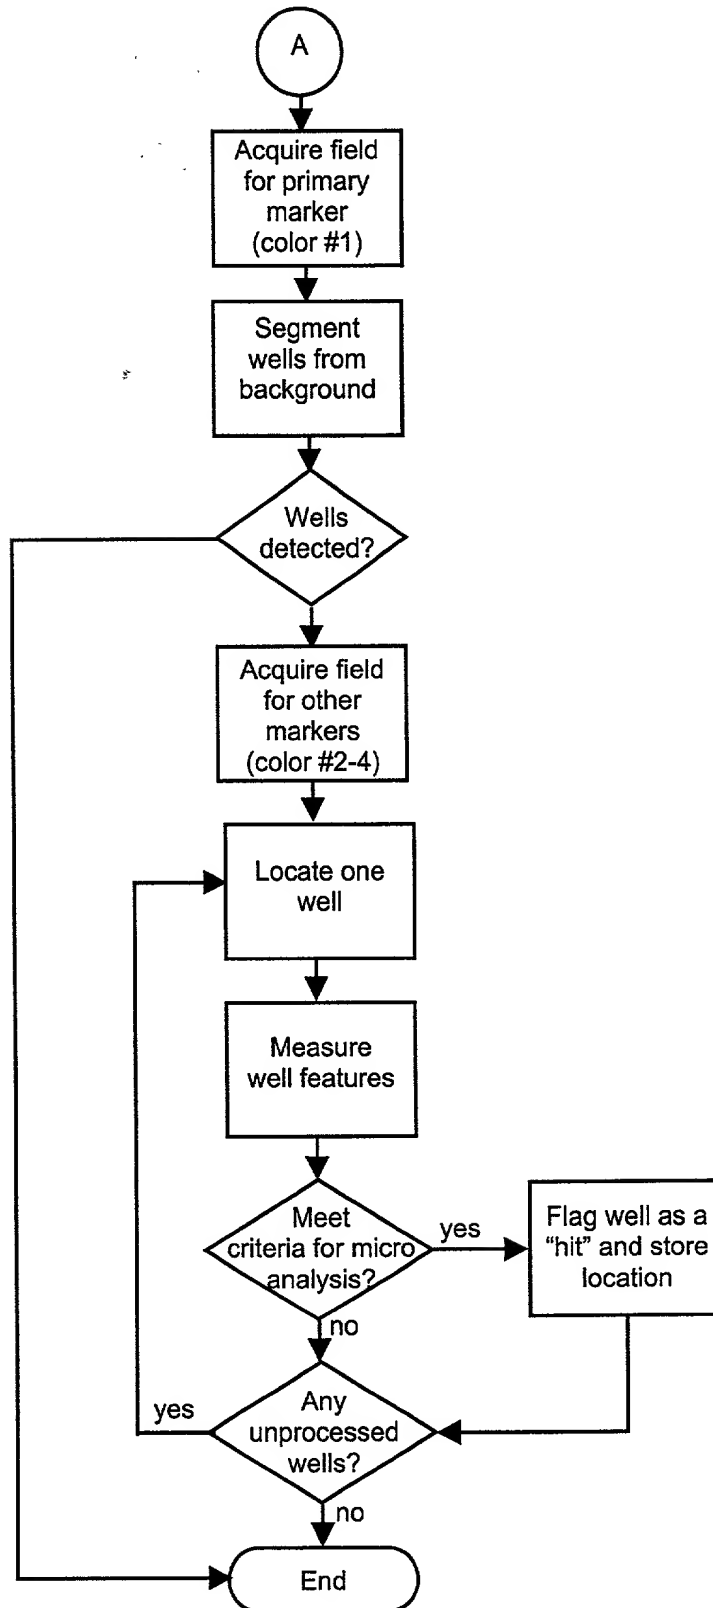 A
Acquire field
for primary
marker
(color #1)
Segment
wells from
background
Wells
detected?
Acquire field
for other
markers
(color #2-4)
Locate one
well
Measure
well features
Meet
criteria for micro
analysis?
yes
Flag well as a
“hit” and store
location
no
Any
unprocessed
wells?
yes
no
End